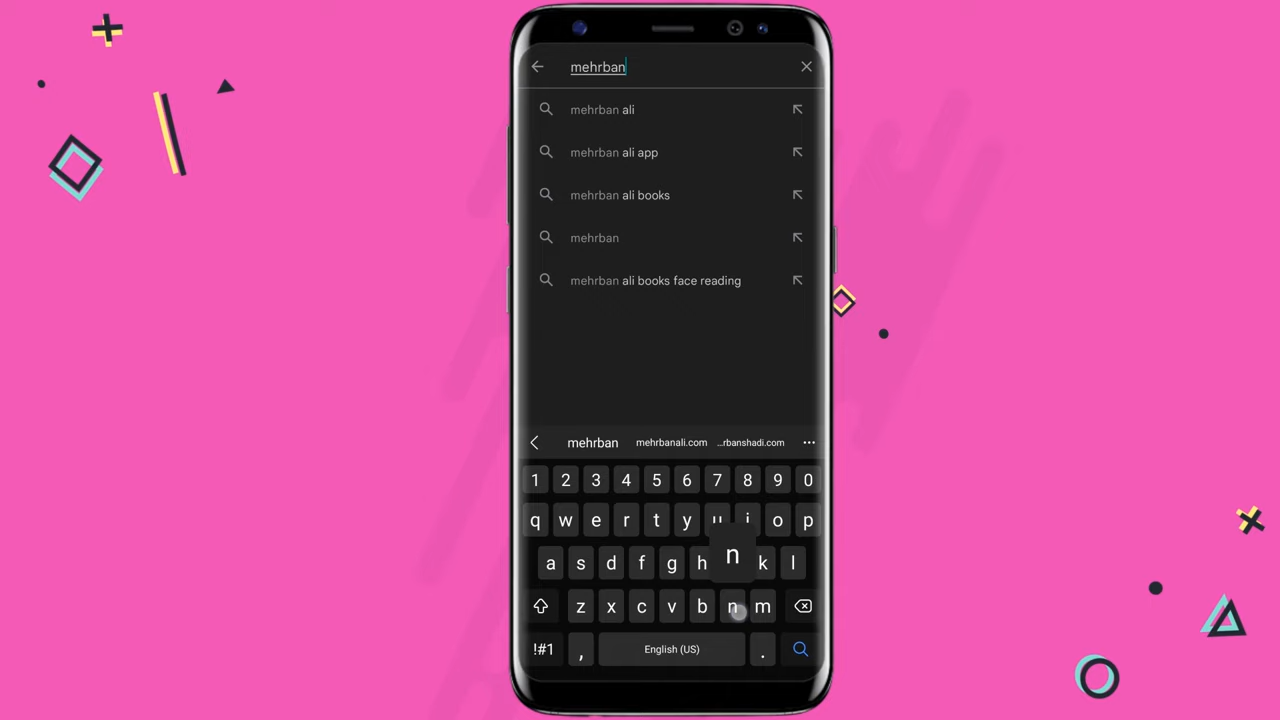 mehrban
mehrban ali
mehrban ali app
mehrban ali books
mehrban
mehrban ali books face reading
mehrban mehrbanali.com ...rbanshadi.com ...
1 2 3 4 5 6 7 8 9 0
q w e r t y u i o p
n
a s d f g h k l
z x c v b n m
!#1 , English (US) .